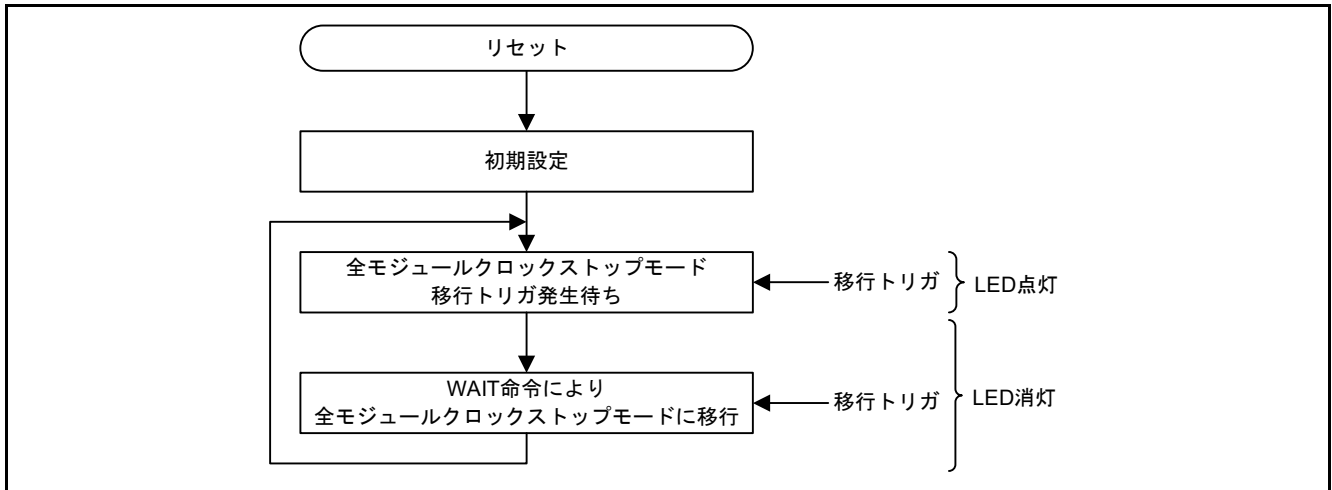 リセット
初期設定
全モジュールクロックストップモード
移行トリガ発生待ち
移行トリガ
LED点灯
WAIT命令により
全モジュールクロックストップモードに移行
移行トリガ
LED消灯